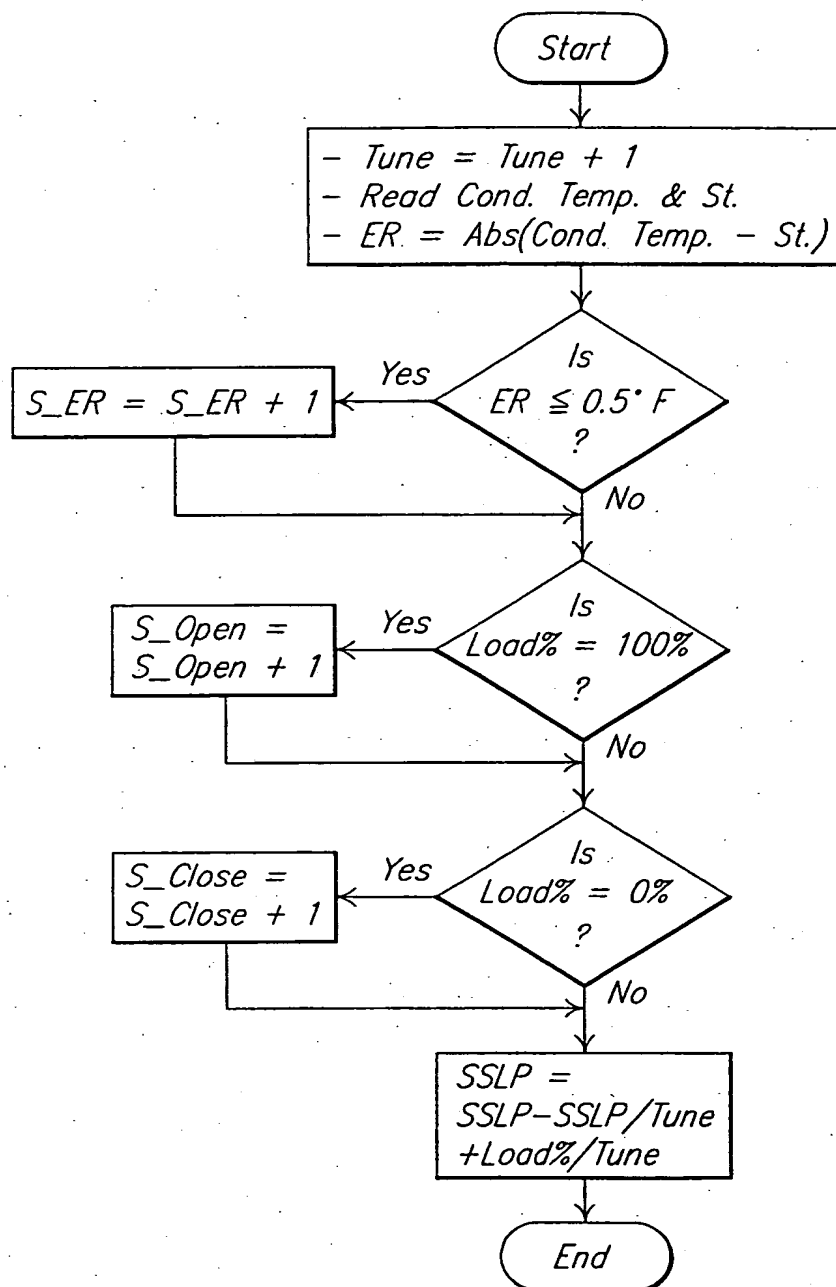 Start
- Tune = Tune + 1
- Read Cond. Temp. & St.
- ER = Abs(Cond. Temp. - St.)
Is
ER ≦ 0.5° F
?
Yes
S_ER = S_ER + 1
No
Is
Load% = 100%
?
Yes
S_Open =
S_Open + 1
No
Is
Load% = 0%
?
Yes
S_Close =
S_Close + 1
No
SSLP =
SSLP-SSLP/Tune
+Load%/Tune
End